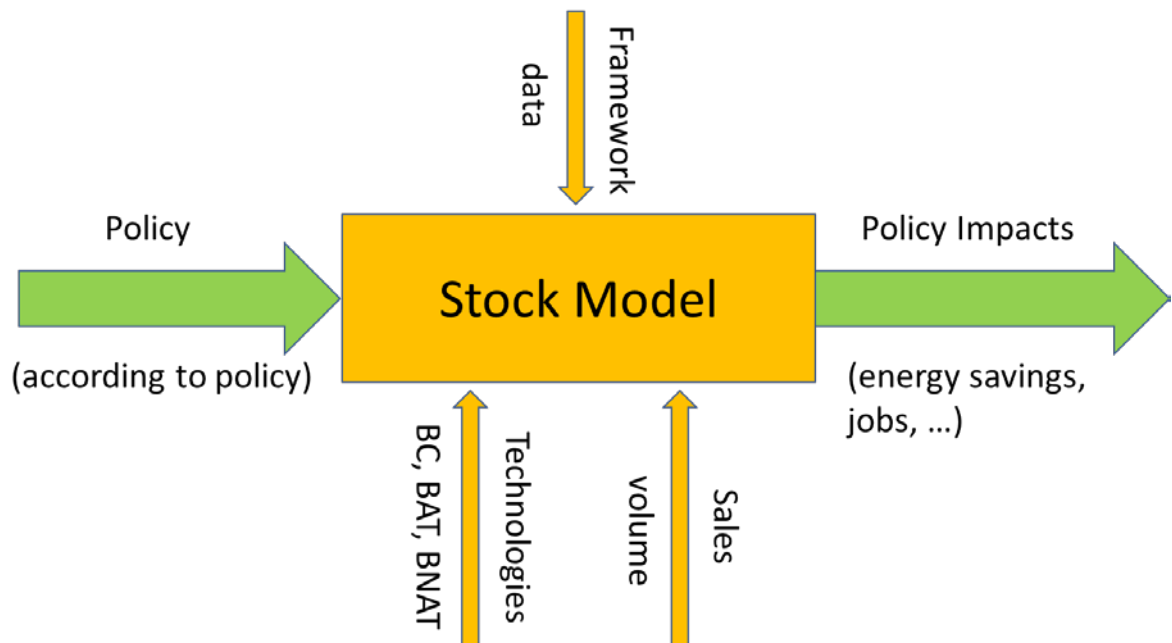 Framework
data
Policy
(according to policy)
Stock Model
Policy Impacts
(energy savings,
jobs, ...)
Technologies
BC, BAT, BNAT
Sales
volume